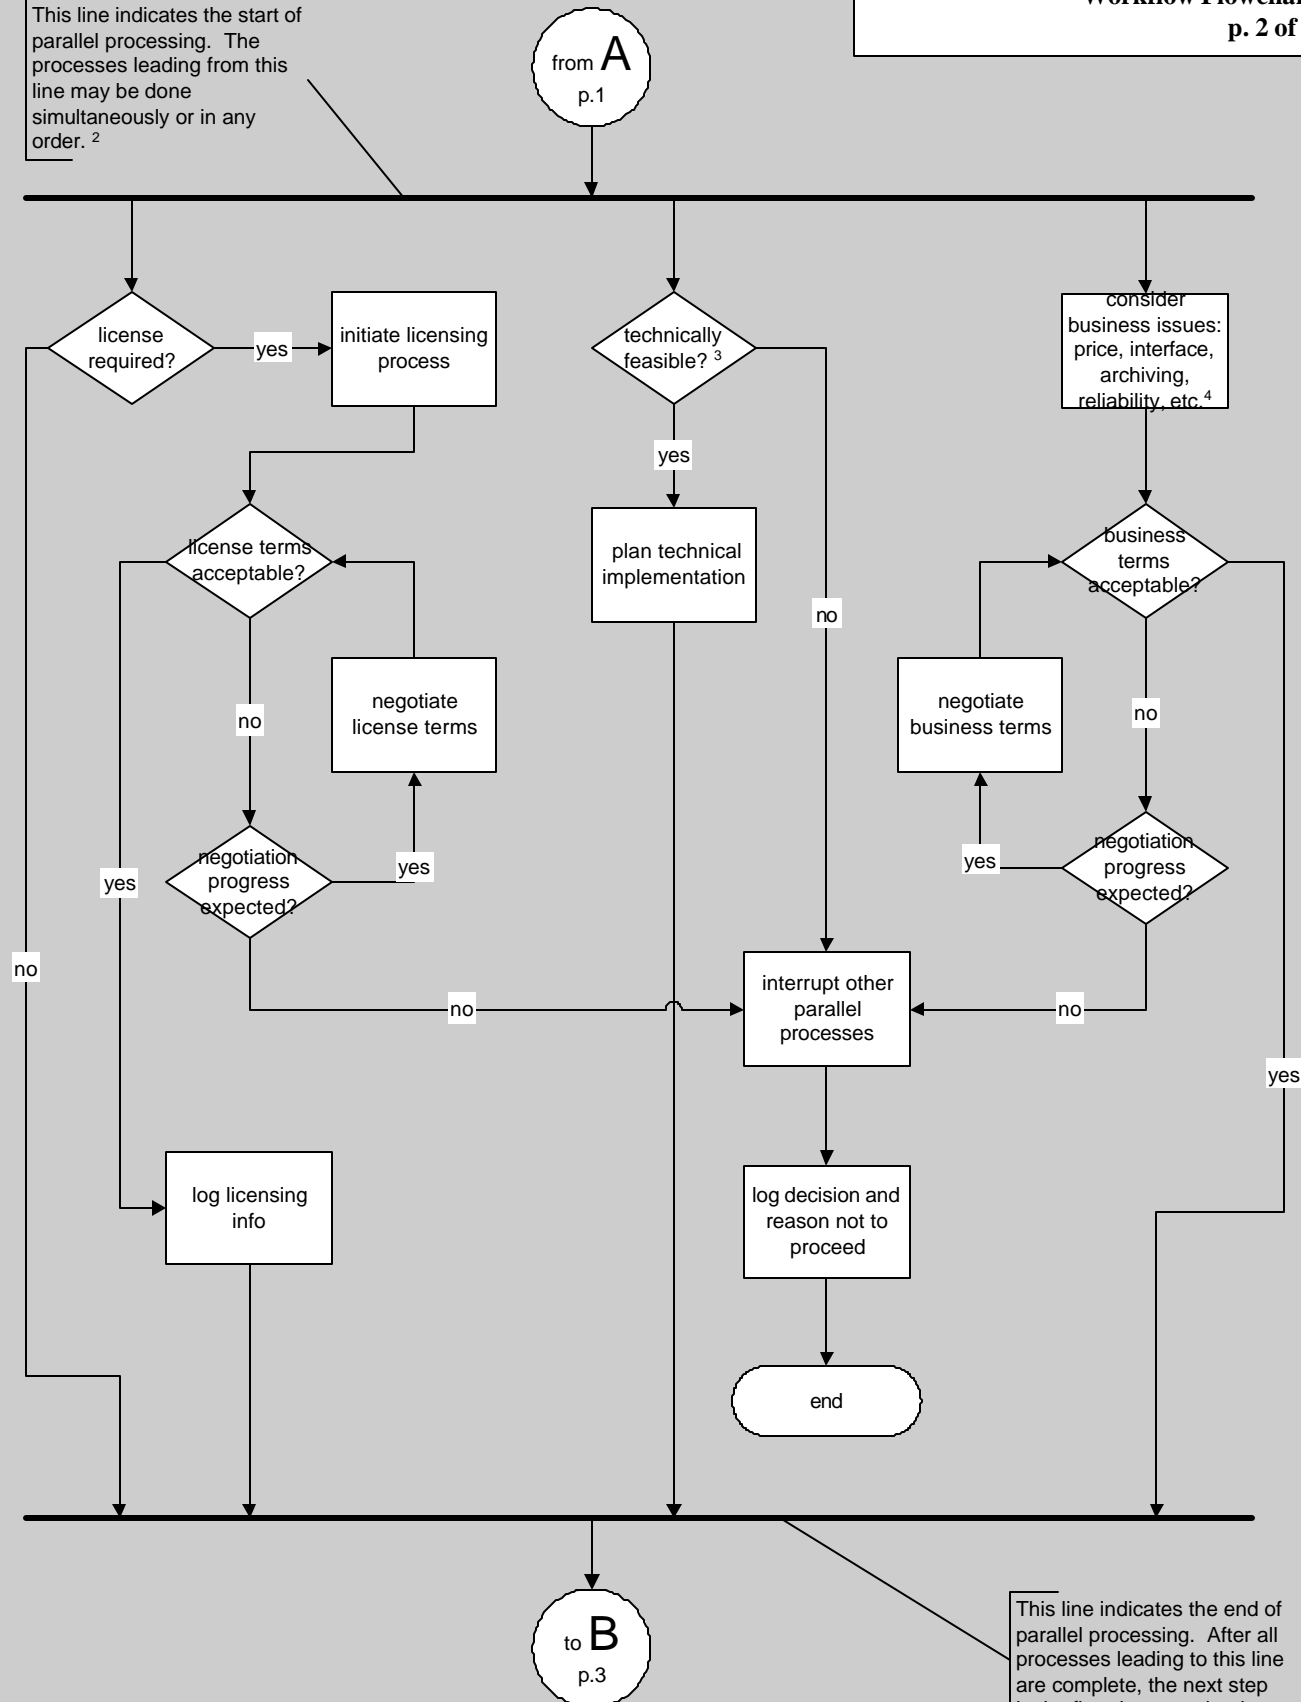 This line indicates the start of
parallel processing. The
processes leading from this
line may be done
simultaneously or in any
order. 2
from A
p.1
p. 2 of
license
required?
yes
initiate licensing
process
technically
feasible? 3
consider
business issues:
price, interface,
archiving,
reliability, etc.4
yes
license terms
acceptable?
plan technical
implementation
business
terms
acceptable?
no
negotiate
license terms
negotiate
business terms
no
no
negotiation
progress
expected?
yes
yes
yes
negotiation
progress
expected?
no
interrupt other
parallel
processes
no
no
yes
log licensing
info
log decision and
reason not to
proceed
end
to B
p.3
This line indicates the end of
parallel processing. After all
processes leading to this line
are complete, the next step